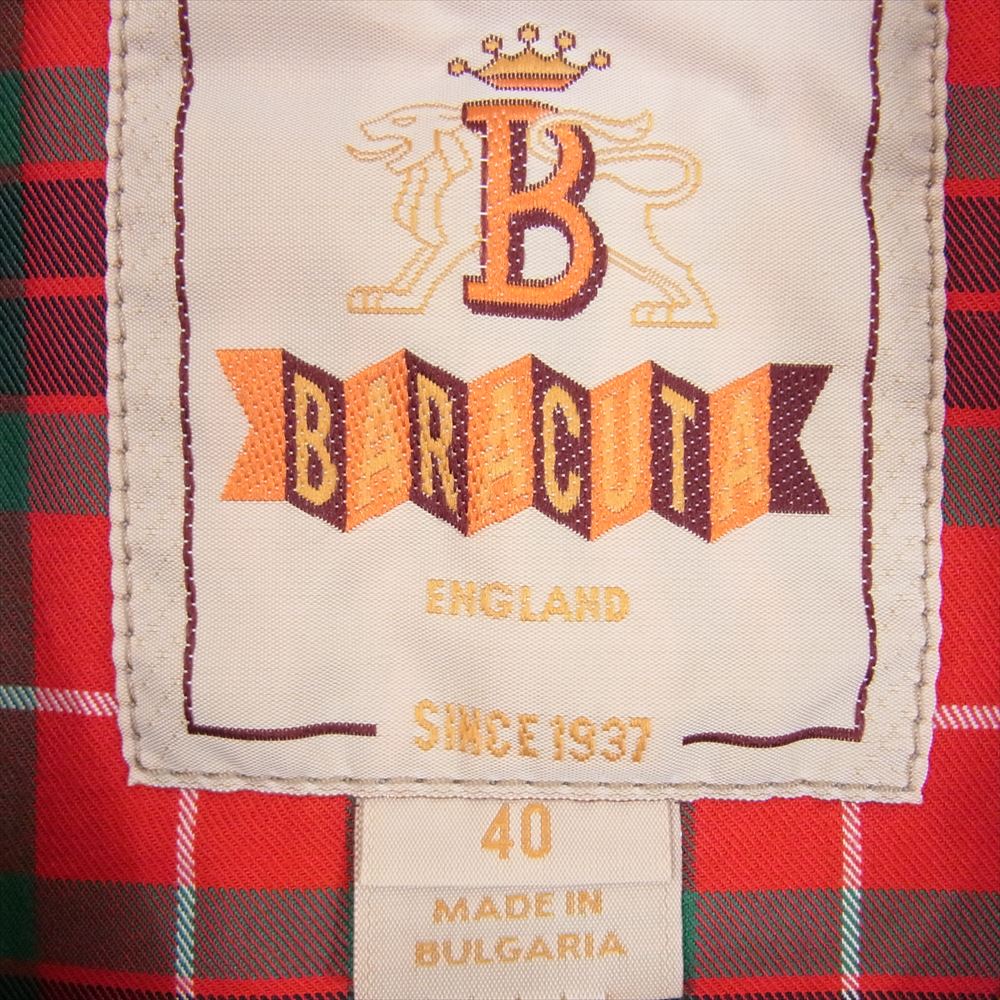 B
BARACUTA
ENGLAND
SINCE 1937
40
MADE IN
BULGARIA